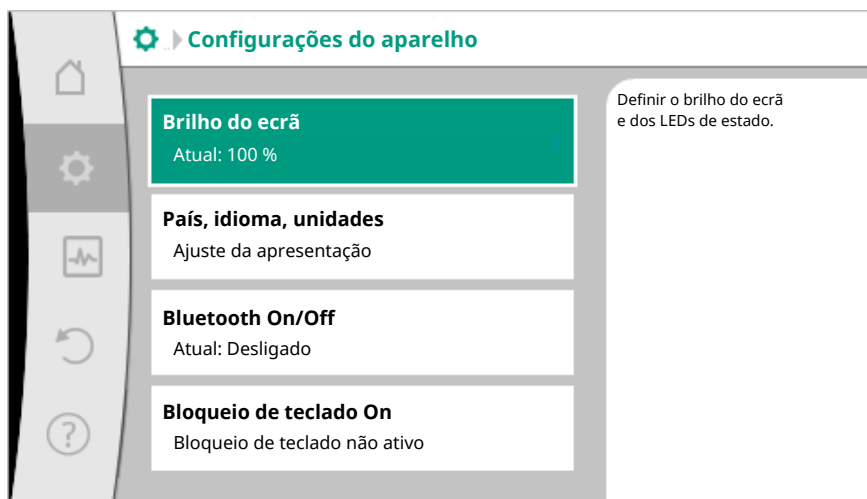 Configurações do aparelho
Brilho do ecrã
Atual: 100 %
País, idioma, unidades
Ajuste da apresentação
Bluetooth On/Off
Atual: Desligado
Bloqueio de teclado On
Bloqueio de teclado não ativo
Definir o brilho do ecrã
e dos LEDs de estado.